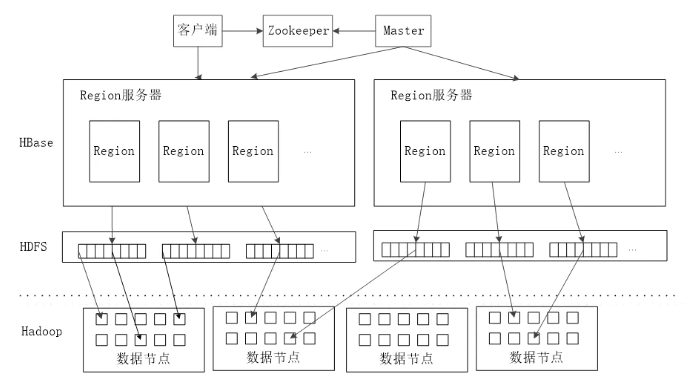 客户端
Zookeeper
Master
Region服务器
Region服务器
HBase
Region
Region
Region
...
Region
Region
Region
...
HDFS
...
...
Hadoop
数据节点
数据节点
数据节点
数据节点